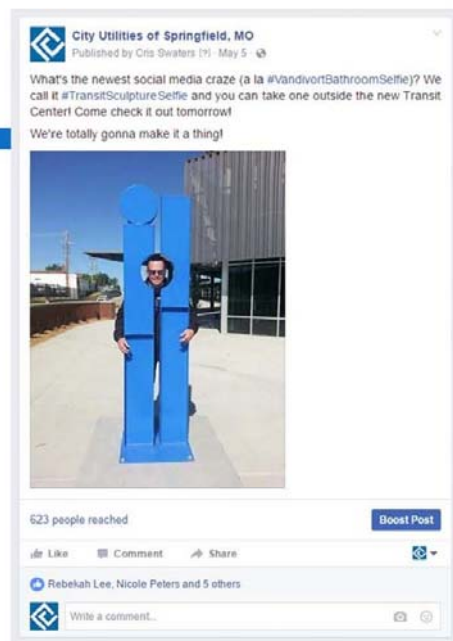 City Utilities of Springfield, MO
Published by Cris Swaters [?] · May 5 ·
What's the newest social media craze (a la #VandivortBathroomSelfie)? We
call it #TransitSculptureSelfie and you can take one outside the new Transit
Center! Come check it out tomorrow!
We're totally gonna make it a thing!
623 people reached
Boost Post
Like Comment Share
Rebekah Lee, Nicole Peters and 5 others
Write a comment...